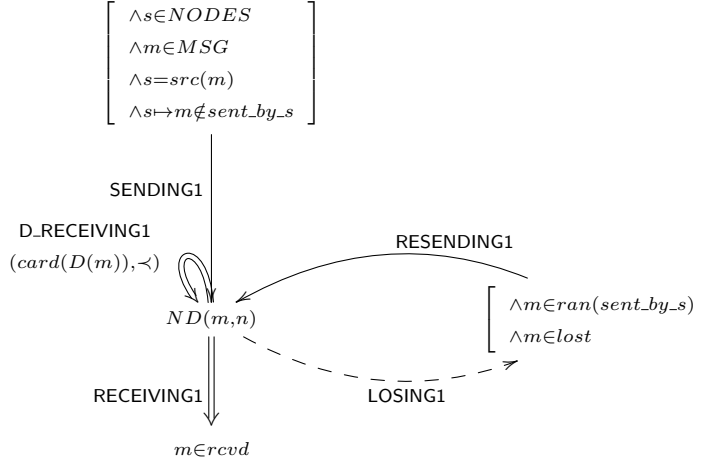 ∧s∈NODES
∧m∈MSG
∧s=src(m)
∧s↦m∉sent_by_s
SENDING1
D_RECEIVING1
(card(D(m)),≺)
RESENDING1
ND(m,n)
∧m∈ran(sent_by_s)
∧m∈lost
RECEIVING1
LOSING1
m∈rcvd